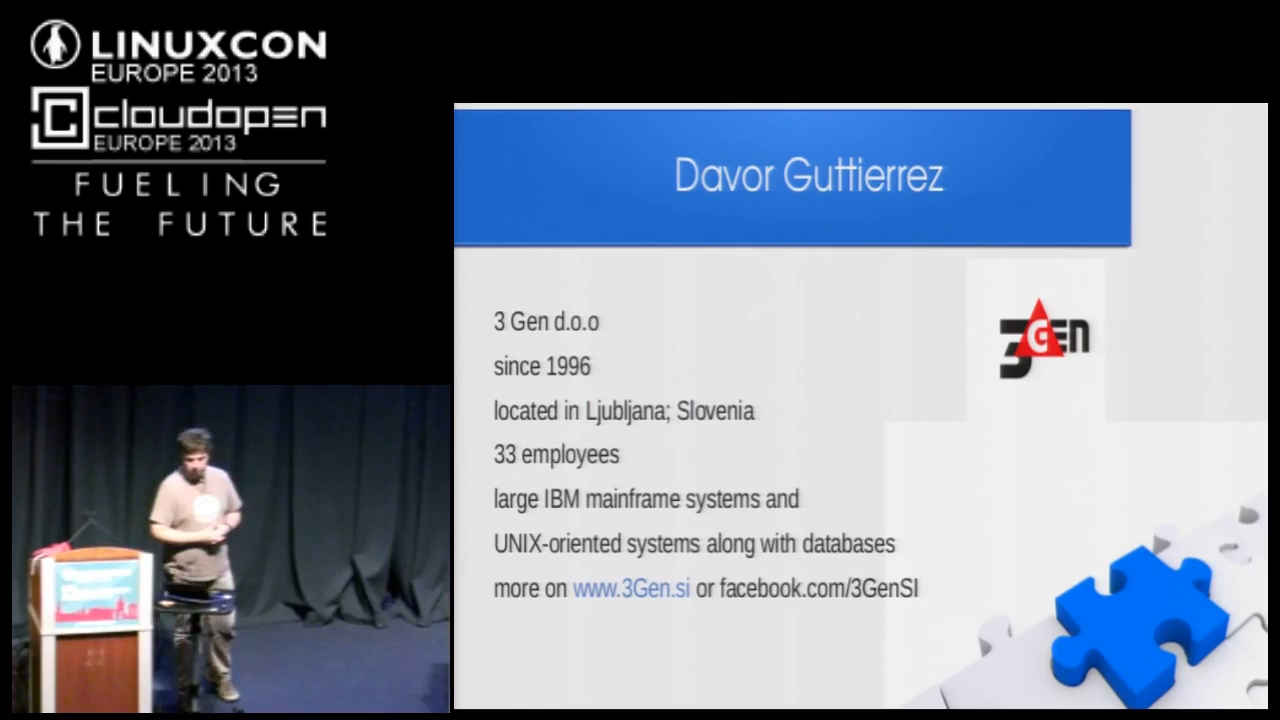 LINUXCON
EUROPE 2013
cloudopen
EUROPE 2013
FUELING
THE FUTURE
Davor Guttierrez
3GEN
3 Gen d.o.o
since 1996
located in Ljubljana; Slovenia
33 employees
large IBM mainframe systems and
UNIX-oriented systems along with databases
more on www.3Gen.si or facebook.com/3GenSI